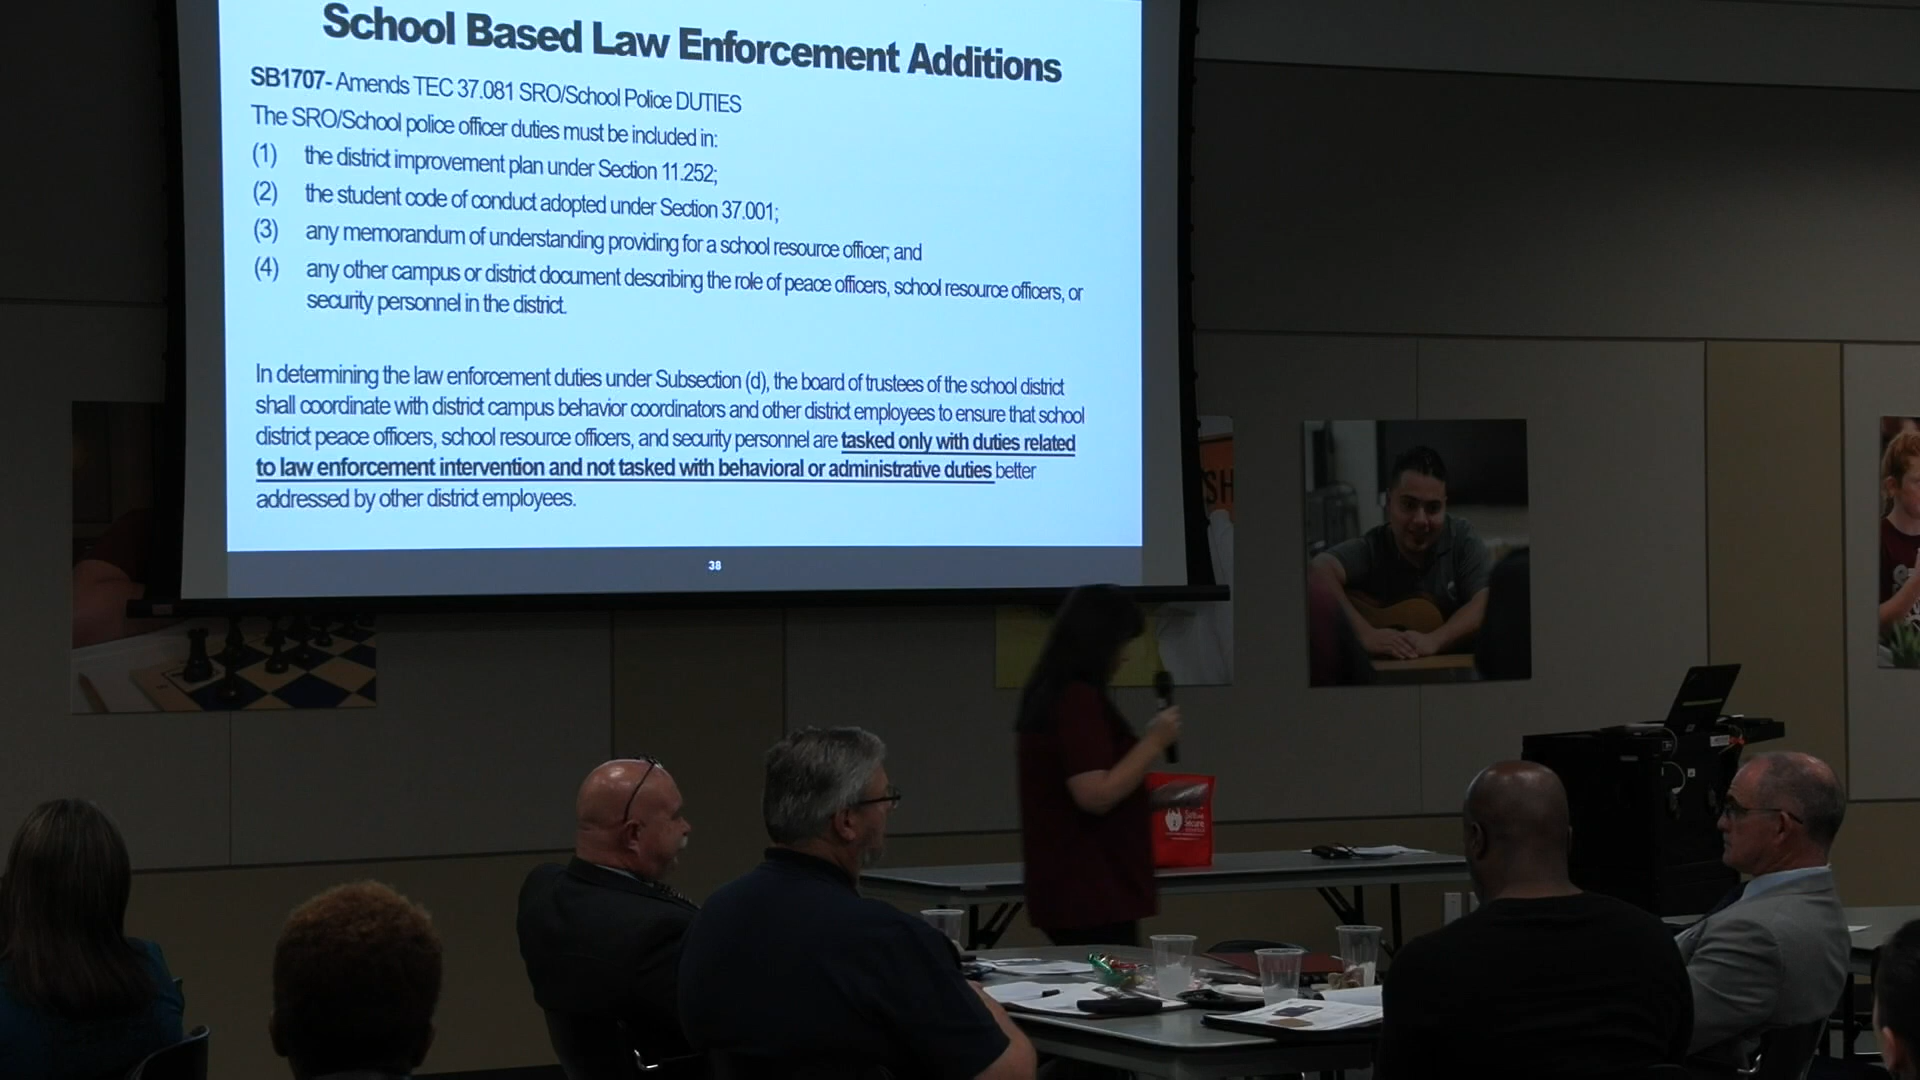 School Based Law Enforcement Additions
SB1707- Amends TEC 37.081 SRO/School Police DUTIES
The SRO/School police officer duties must be included in:
(1) the district improvement plan under Section 11.252;
(2) the student code of conduct adopted under Section 37.001;
(3) any memorandum of understanding providing for a school resource officer; and
(4) any other campus or district document describing the role of peace officers, school resource officers, or
security personnel in the district.
In determining the law enforcement duties under Subsection (d), the board of trustees of the school district
shall coordinate with district campus behavior coordinators and other district employees to ensure that school
district peace officers, school resource officers, and security personnel are tasked only with duties related
to law enforcement intervention and not tasked with behavioral or administrative duties better
addressed by other district employees.
38
SH
Safe and
Secure